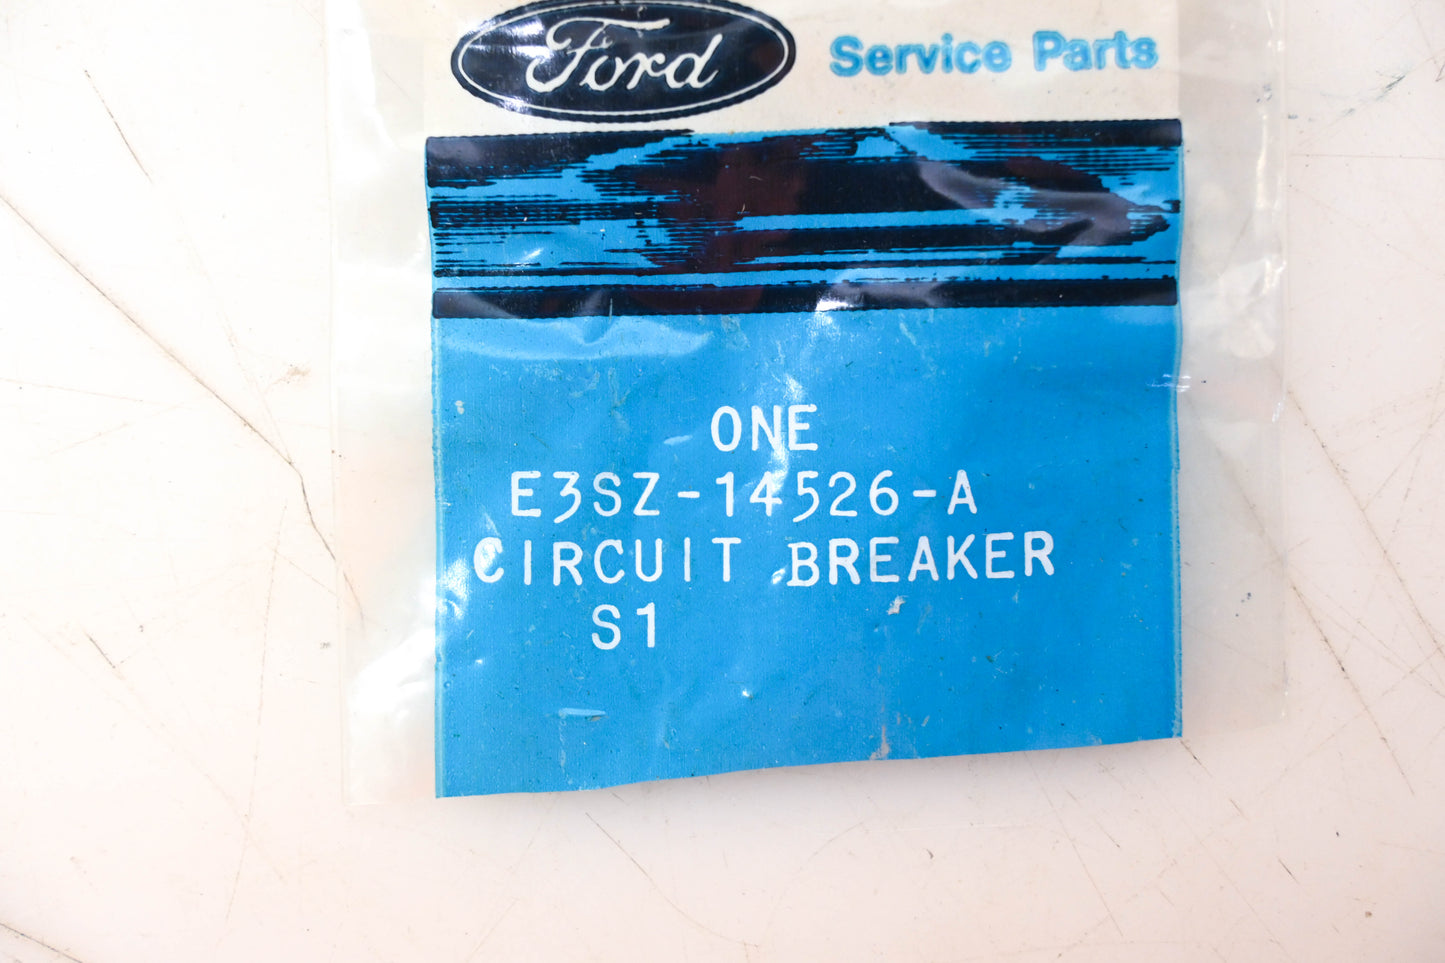 Ford Service Parts
ONE
E3SZ-14526-A
CIRCUIT BREAKER
S1